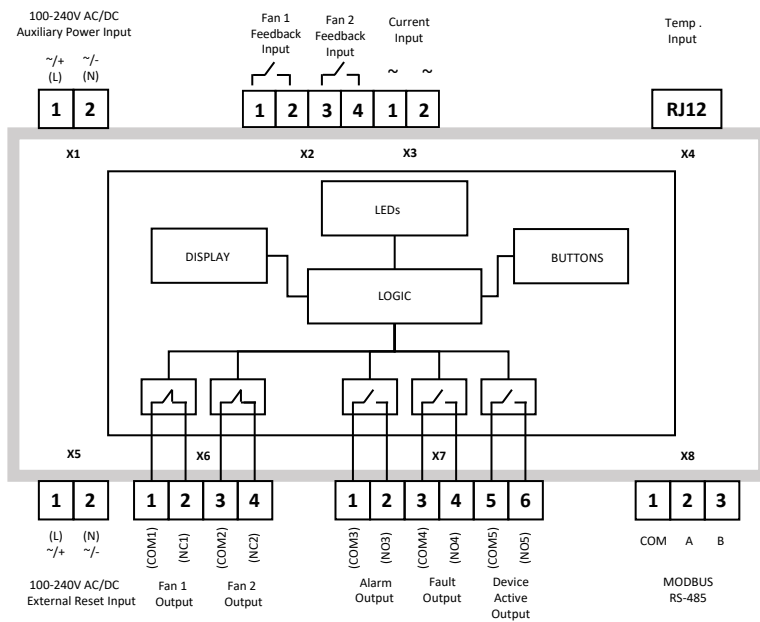 100-240V AC/DC
Auxiliary Power Input
~/+ ~/-
(L) (N)
1 2
X1
Fan 1
Feedback
Input
Fan 2
Feedback
Input
Current
Input
~ ~
1 2 3 4 1 2
X2 X3
Temp .
Input
RJ12
X4
LEDs
DISPLAY
BUTTONS
LOGIC
X5
1 2
(L) (N)
~/+ ~/-
100-240V AC/DC
External Reset Input
X6
1 2 3 4
(COM1) (NC1) (COM2) (NC2)
Fan 1
Output
Fan 2
Output
X7
1 2 3 4 5 6
(COM3) (NO3) (COM4) (NO4) (COM5) (NO5)
Alarm
Output
Fault
Output
Device
Active
Output
X8
1 2 3
COM A B
MODBUS
RS-485